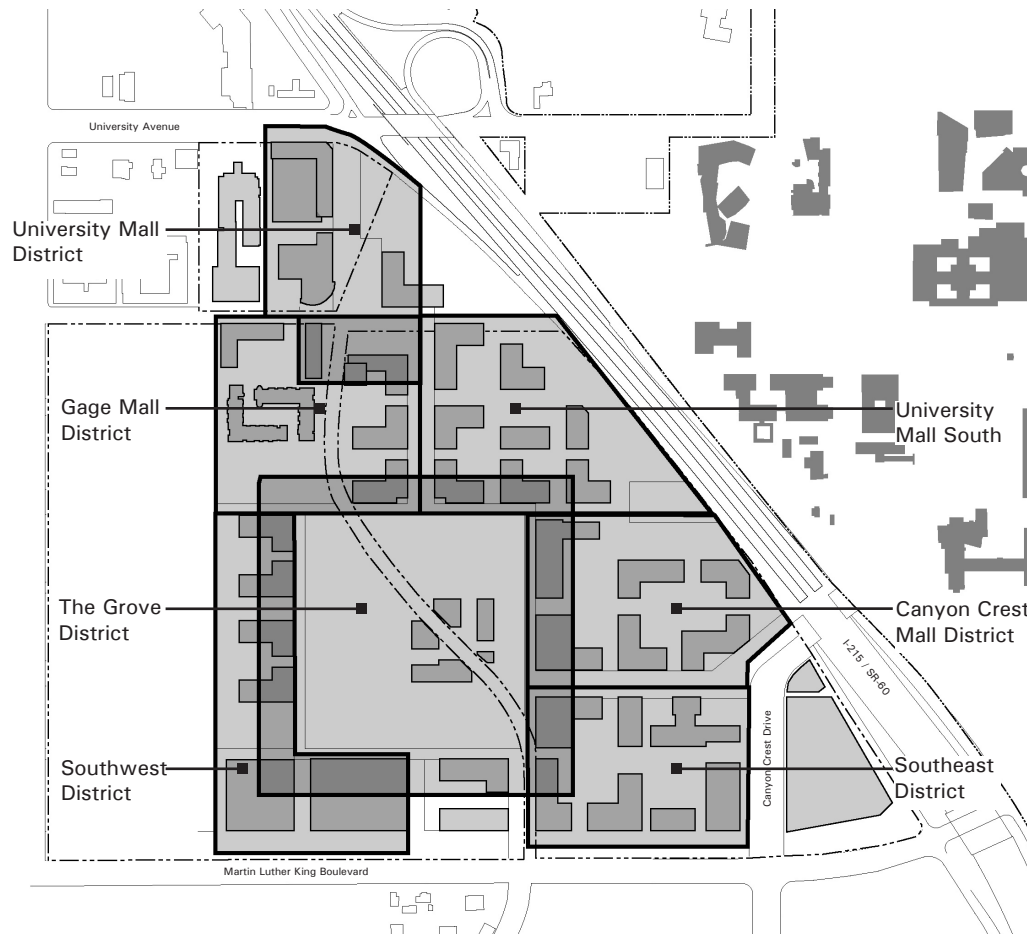 University Avenue
University Mall
District
Gage Mall
District
University
Mall South
The Grove
District
Canyon Crest
Mall District
I-215 / SR-60
Canyon Crest Drive
Southwest
District
Southeast
District
Martin Luther King Boulevard